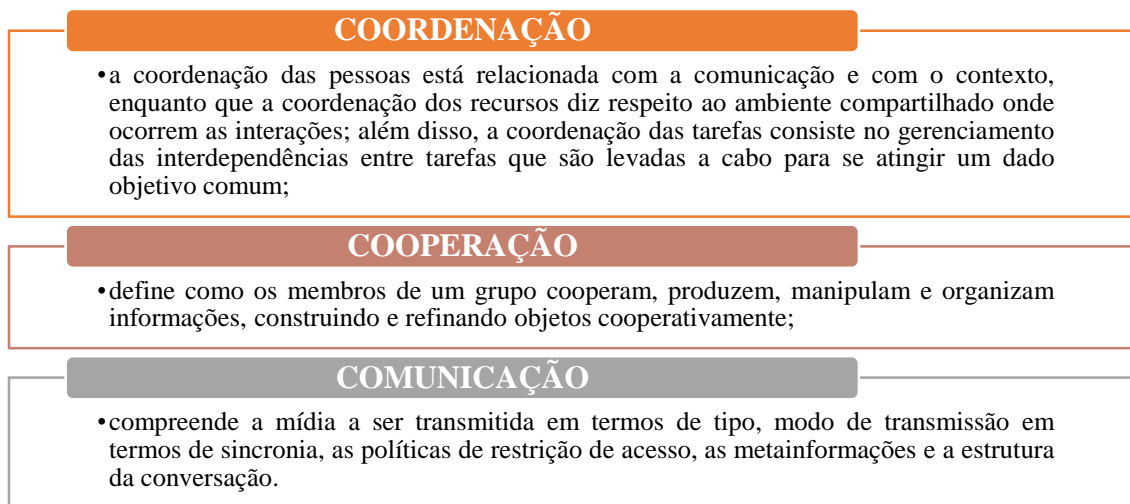 COORDENAÇÃO
•a coordenação das pessoas está relacionada com a comunicação e com o contexto,
enquanto que a coordenação dos recursos diz respeito ao ambiente compartilhado onde
ocorrem as interações; além disso, a coordenação das tarefas consiste no gerenciamento
das interdependências entre tarefas que são levadas a cabo para se atingir um dado
objetivo comum;
COOPERAÇÃO
•define como os membros de um grupo cooperam, produzem, manipulam e organizam
informações, construindo e refinando objetos cooperativamente;
COMUNICAÇÃO
•compreende a mídia a ser transmitida em termos de tipo, modo de transmissão em
termos de sincronia, as políticas de restrição de acesso, as metainformações e a estrutura
da conversação.